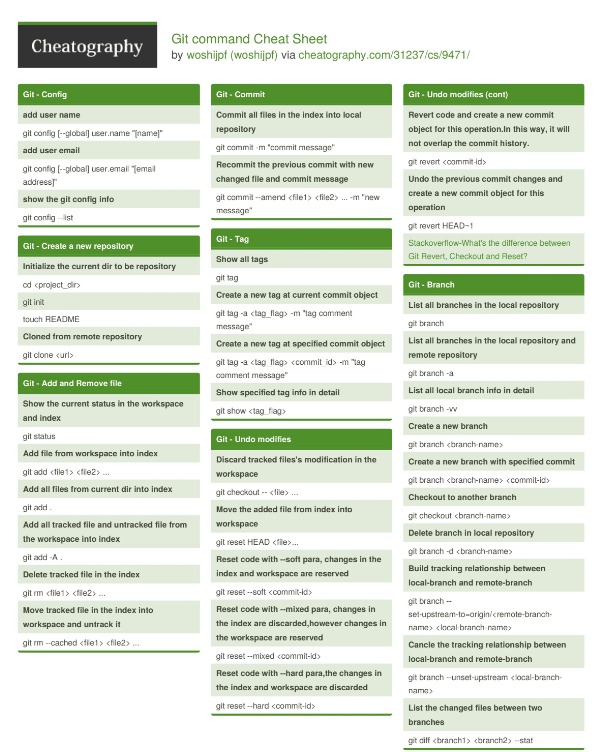 Cheatography
Git command Cheat Sheet
by woshijpf (woshijpf) via cheatography.com/31237/cs/9471/
Git - Config
add user name
git config [--global] user.name "[name]"
add user email
git config [--global] user.email "[email
address]"
show the git config info
git config --list
Git - Create a new repository
Initialize the current dir to be repository
cd <project_dir>
git init
touch README
Cloned from remote repository
git clone <url>
Git - Add and Remove file
Show the current status in the workspace
and index
git status
Add file from workspace into index
git add <file1> <file2> ...
Add all files from current dir into index
git add .
Add all tracked file and untracked file from
the workspace into index
git add -A .
Delete tracked file in the index
git rm <file1> <file2> ...
Move tracked file in the index into
workspace and untrack it
git rm --cached <file1> <file2> ...
Git - Commit
Commit all files in the index into local
repository
git commit -m "commit message"
Recommit the previous commit with new
changed file and commit message
git commit --amend <file1> <file2> ... -m "new
message"
Git - Tag
Show all tags
git tag
Create a new tag at current commit object
git tag -a <tag_flag> -m "tag comment
message"
Create a new tag at specified commit object
git tag -a <tag_flag> <commit_id> -m "tag
comment message"
Show specified tag info in detail
git show <tag_flag>
Git - Undo modifies
Discard tracked files's modification in the
workspace
git checkout -- <file> ...
Move the added file from index into
workspace
git reset HEAD <file>...
Reset code with --soft para, changes in the
index and workspace are reserved
git reset --soft <commit-id>
Reset code with --mixed para, changes in
the index are discarded,however changes in
the workspace are reserved
git reset --mixed <commit-id>
Reset code with --hard para,the changes in
the index and workspace are discarded
git reset --hard <commit-id>
Git - Undo modifies (cont)
Revert code and create a new commit
object for this operation.In this way, it will
not overlap the commit history.
git revert <commit-id>
Undo the previous commit changes and
create a new commit object for this
operation
git revert HEAD~1
Stackoverflow-What's the difference between
Git Revert, Checkout and Reset?
Git - Branch
List all branches in the local repository
git branch
List all branches in the local repository and
remote repository
git branch -a
List all local branch info in detail
git branch -vv
Create a new branch
git branch <branch-name>
Create a new branch with specified commit
git branch <branch-name> <commit-id>
Checkout to another branch
git checkout <branch-name>
Delete branch in local repository
git branch -d <branch-name>
Build tracking relationship between
local-branch and remote-branch
git branch --
set-upstream-to=origin/<remote-branch-
name> <local-branch-name>
Cancle the tracking relationship between
local-branch and remote-branch
git branch --unset-upstream <local-branch-
name>
List the changed files between two
branches
git diff <branch1> <branch2> --stat